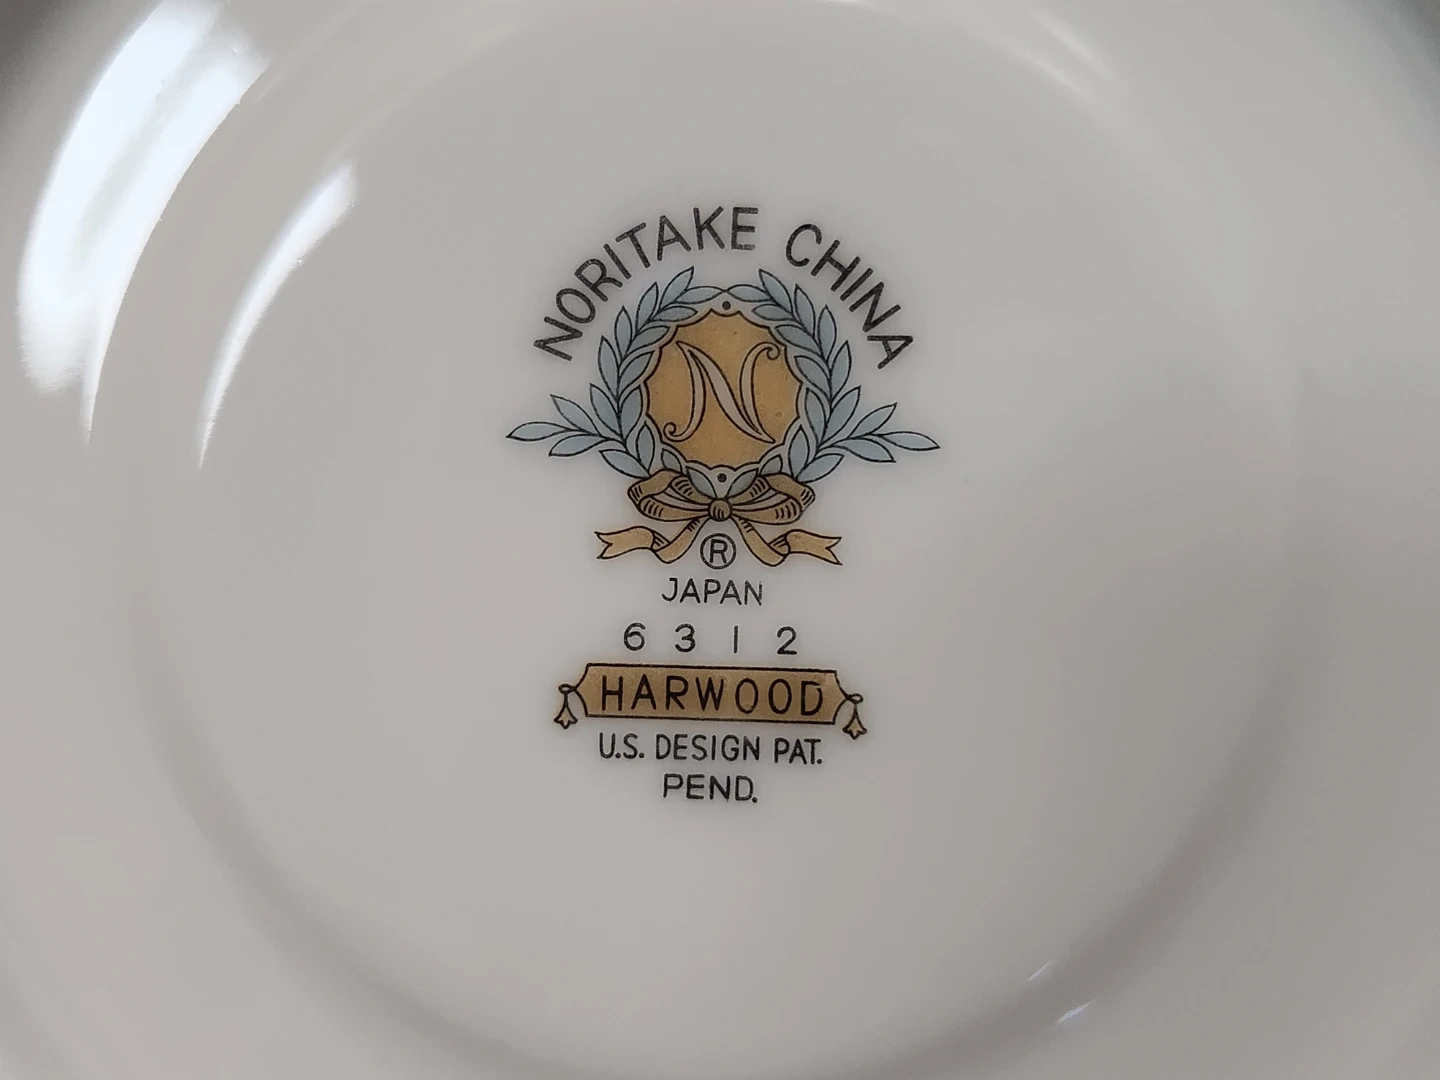 NORITAKE CHINA
N
®
JAPAN
6312
HARWOOD
U.S. DESIGN PAT.
PEND.